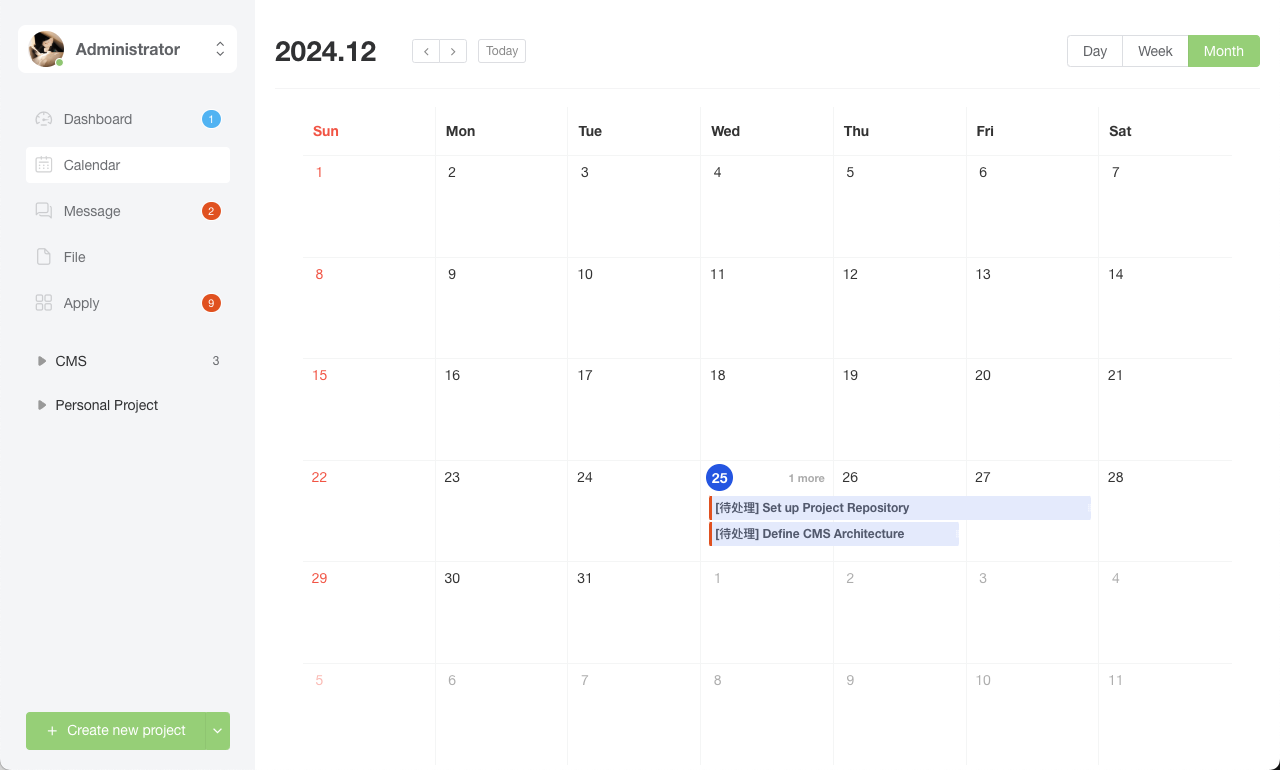 Administrator
Dashboard 1
Calendar
Message 2
File
Apply 9
CMS 3
Personal Project
+ Create new project
2024.12
Today
Day Week Month
Sun Mon Tue Wed Thu Fri Sat
1 2 3 4 5 6 7
8 9 10 11 12 13 14
15 16 17 18 19 20 21
22 23 24 25 1 more 26 27 28
[待处理] Set up Project Repository
[待处理] Define CMS Architecture
29 30 31 1 2 3 4
5 6 7 8 9 10 11